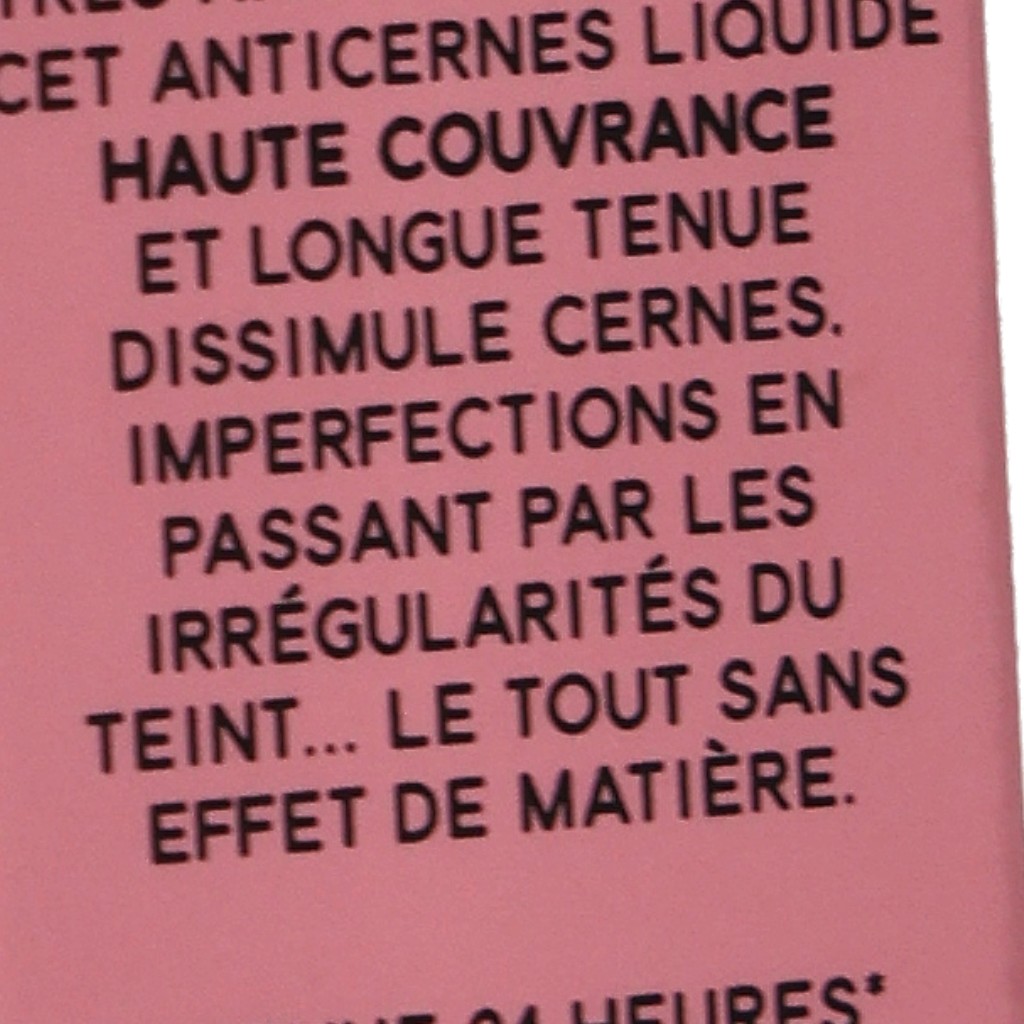 CET ANTICERNES LIQUIDE
HAUTE COUVRANCE
ET LONGUE TENUE
DISSIMULE CERNES.
IMPERFECTIONS EN
PASSANT PAR LES
IRRÉGULARITÉS DU
TEINT... LE TOUT SANS
EFFET DE MATIÈRE.
HEURES*